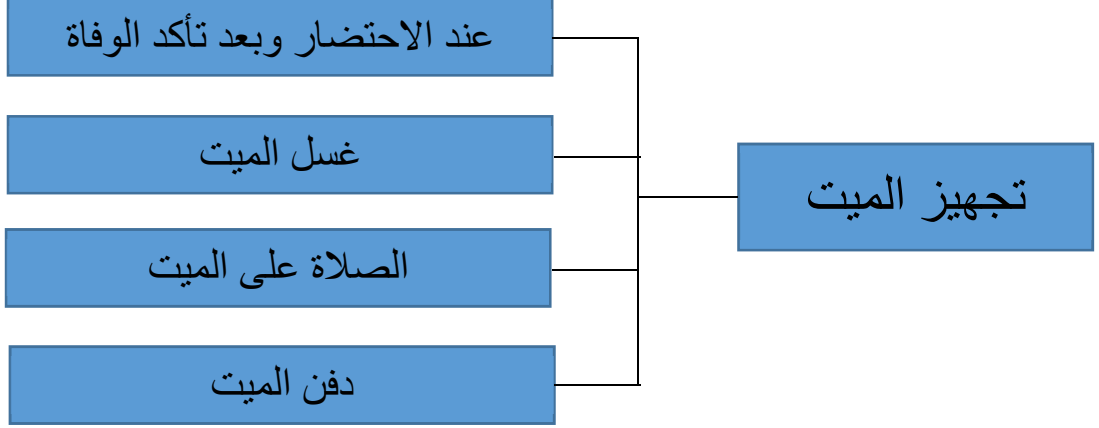 تجهيز الميت
عند الاحتضار وبعد تأكد الوفاة
غسل الميت
الصلاة على الميت
دفن الميت